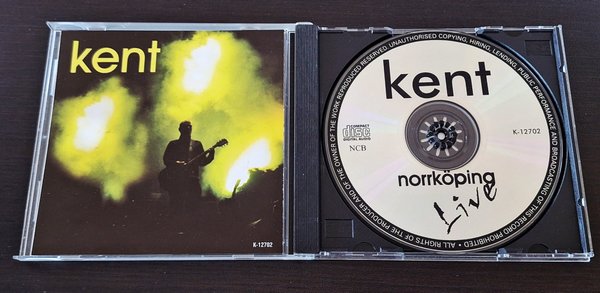 kent
K-12702
kent
COMPACT
disc
DIGITAL AUDIO
NCB
K-12702
norrköping
Live
ALL RIGHTS OF THE PRODUCER AND OF THE OWNER OF THE WORK REPRODUCED RESERVED. UNAUTHORISED COPYING, HIRING, LENDING, PUBLIC PERFORMANCE AND BROADCASTING OF THIS RECORD PROHIBITED •